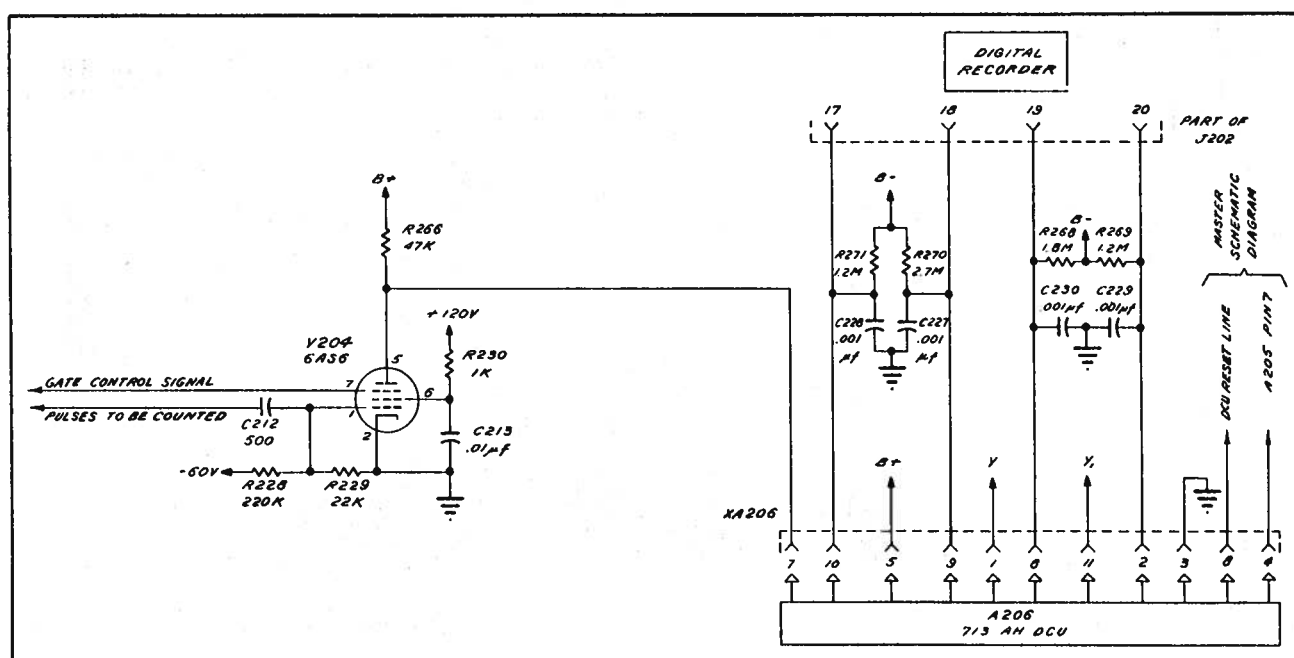 DIGITAL
RECORDER
17
18
19
20
PART OF
J202
B+
R266
47K
B-
B-
R268
1.8M
R269
1.2M
R271
1.2M
R270
2.7M
C230
.001µf
C229
.001µf
C228
.001
µf
C227
.001
µf
MASTER
SCHEMATIC
DIAGRAM
DCU RESET LINE
A205 PIN 7
+120V
R230
1K
V204
6AS6
5
7
6
1
2
GATE CONTROL SIGNAL
PULSES TO BE COUNTED
C212
500
C213
.01µf
-60V
R228
220K
R229
22K
B+
Y
Y,
XA206
7
10
5
9
1
6
11
2
3
8
4
A206
713 AH DCU